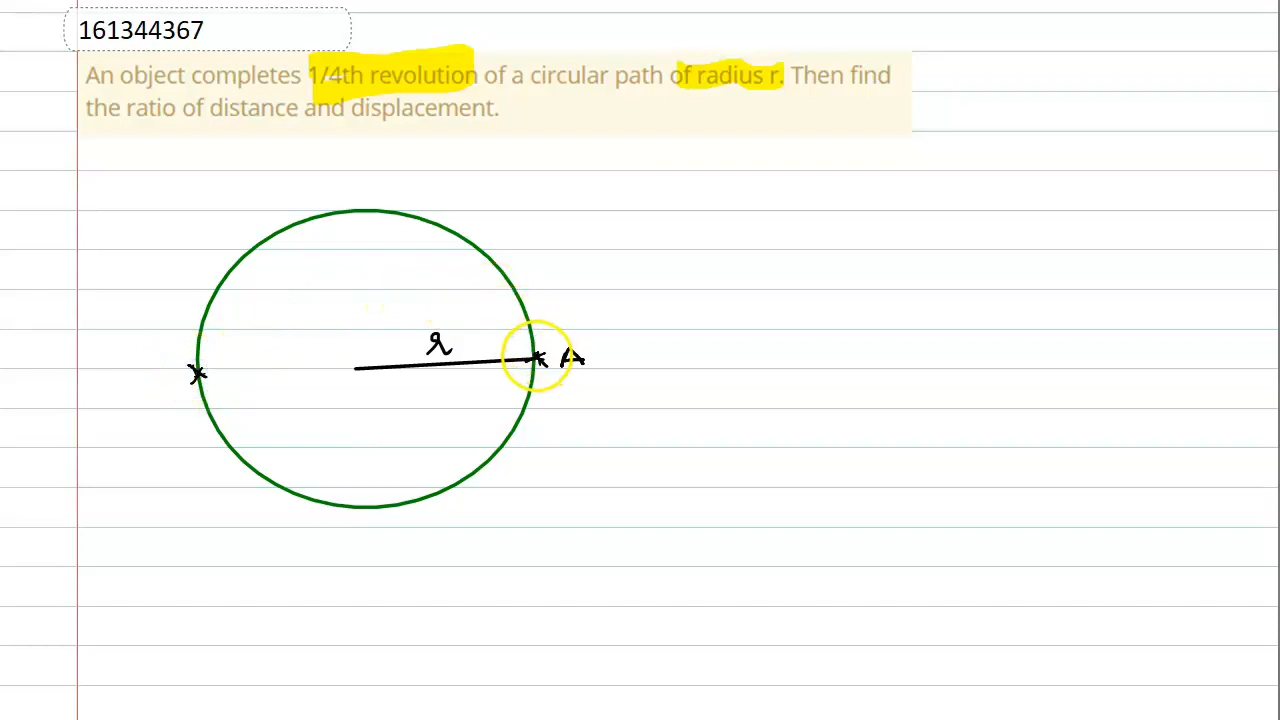 161344367
An object completes 1/4th revolution of a circular path of radius r. Then find
the ratio of distance and displacement.
r
A